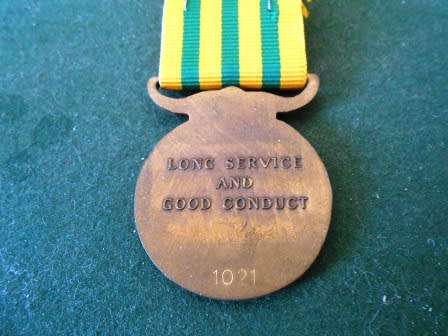 LONG SERVICE
AND
GOOD CONDUCT
1021